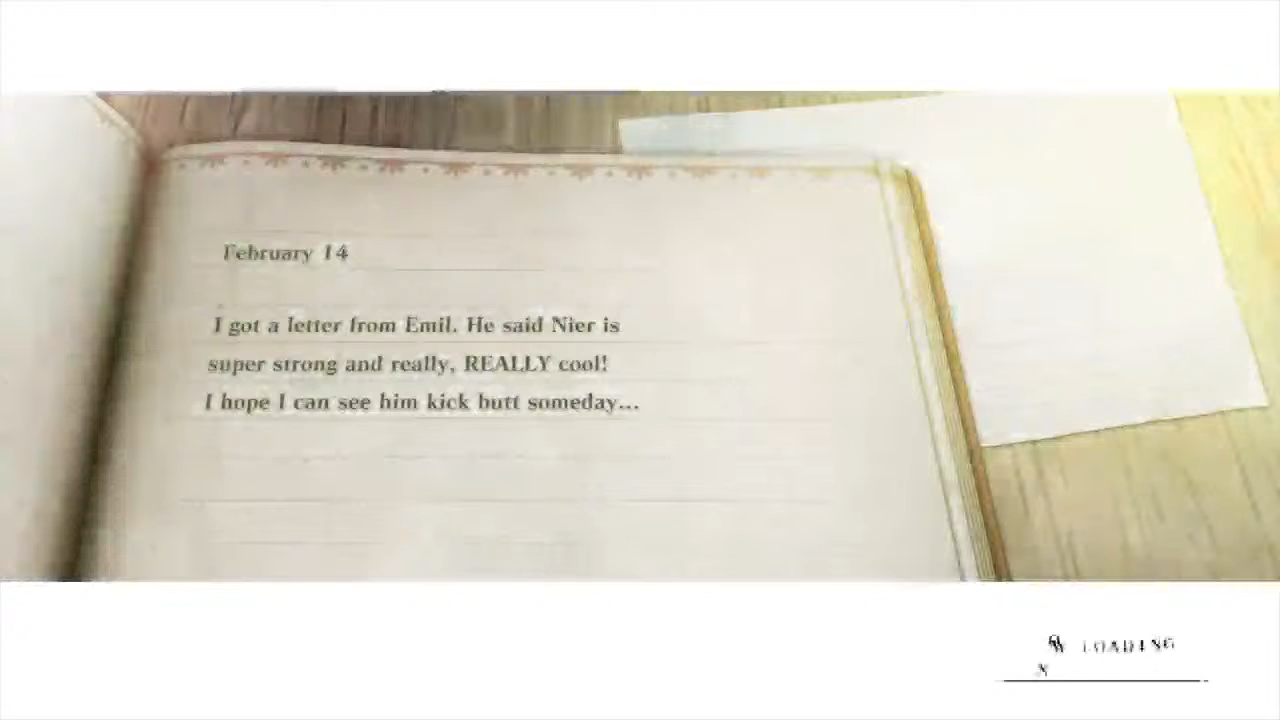 February 14
I got a letter from Emil. He said Nier is
super strong and really, REALLY cool!
I hope I can see him kick butt someday...
LOADING